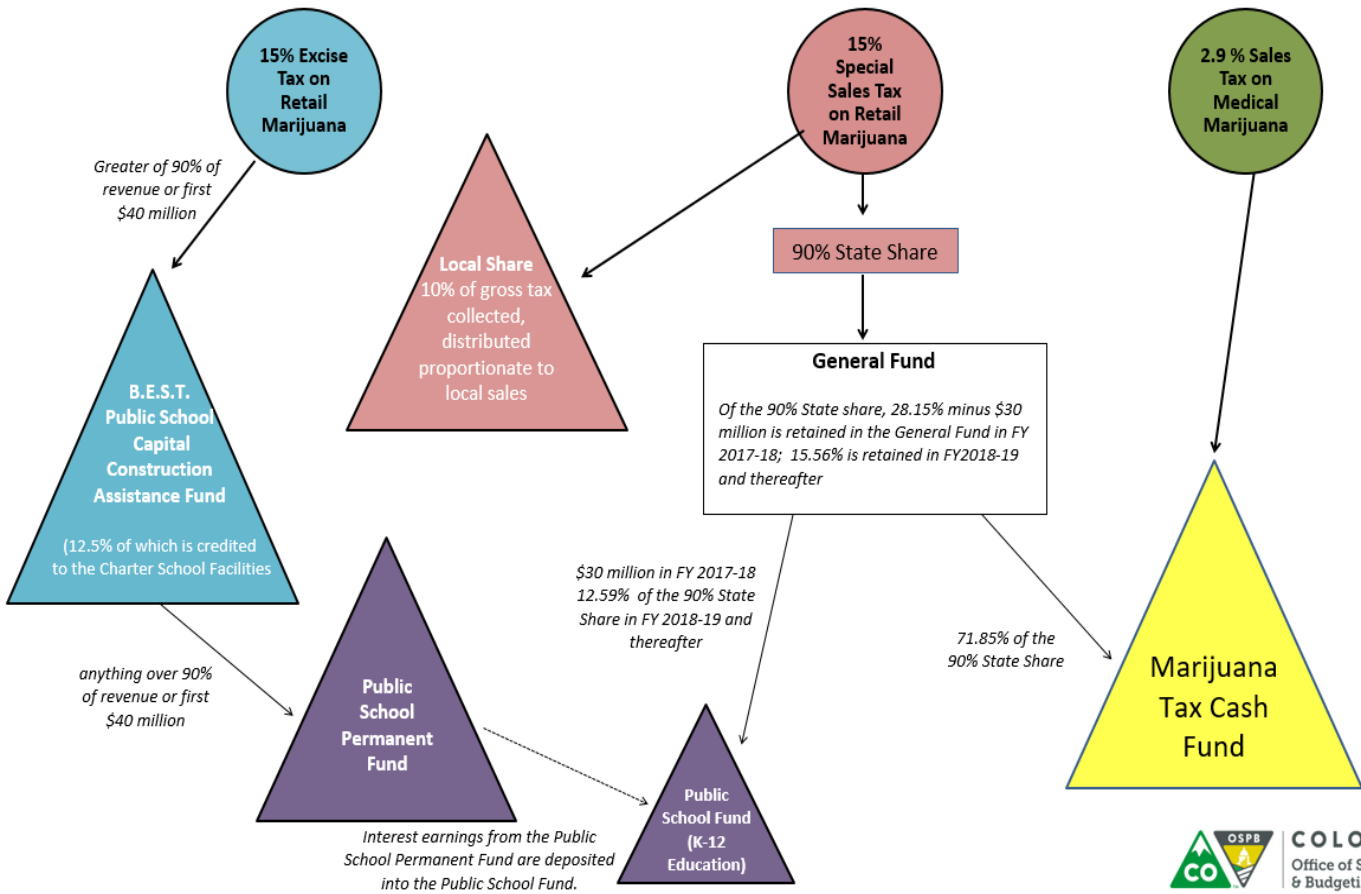 15% Excise
Tax on
Retail
Marijuana
15%
Special
Sales Tax
on Retail
Marijuana
2.9 % Sales
Tax on
Medical
Marijuana
Greater of 90% of
revenue or first
$40 million
90% State Share
Local Share
10% of gross tax
collected,
distributed
proportionate to
local sales
General Fund
Of the 90% State share, 28.15% minus $30
million is retained in the General Fund in FY
2017-18; 15.56% is retained in FY2018-19
and thereafter
B.E.S.T.
Public School
Capital
Construction
Assistance Fund
(12.5% of which is credited
to the Charter School Facilities
$30 million in FY 2017-18
12.59% of the 90% State
Share in FY 2018-19 and
thereafter
71.85% of the
90% State Share
anything over 90%
of revenue or first
$40 million
Public
School
Permanent
Fund
Marijuana
Tax Cash
Fund
Public
School Fund
(K-12
Education)
Interest earnings from the Public
School Permanent Fund are deposited
into the Public School Fund.
CO
OSPB
COLO
Office of S
& Budgeti